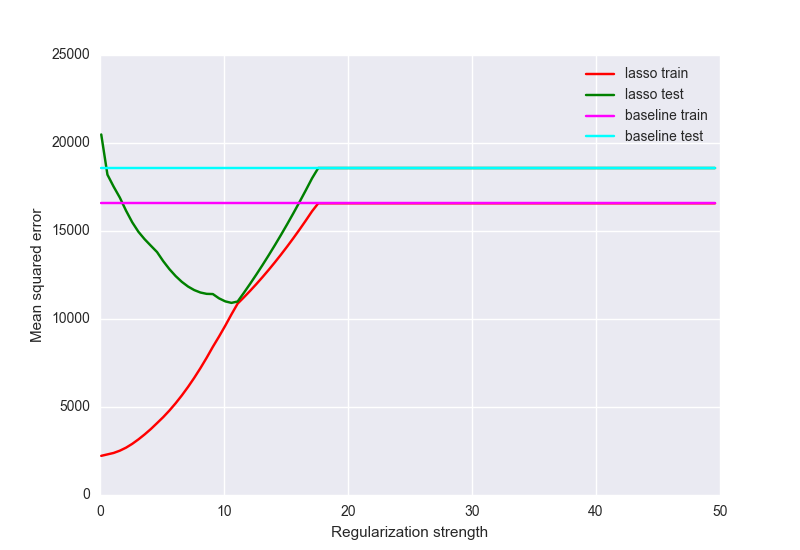 25000
20000
15000
10000
5000
0
Mean squared error
0 10 20 30 40 50
Regularization strength
lasso train
lasso test
baseline train
baseline test